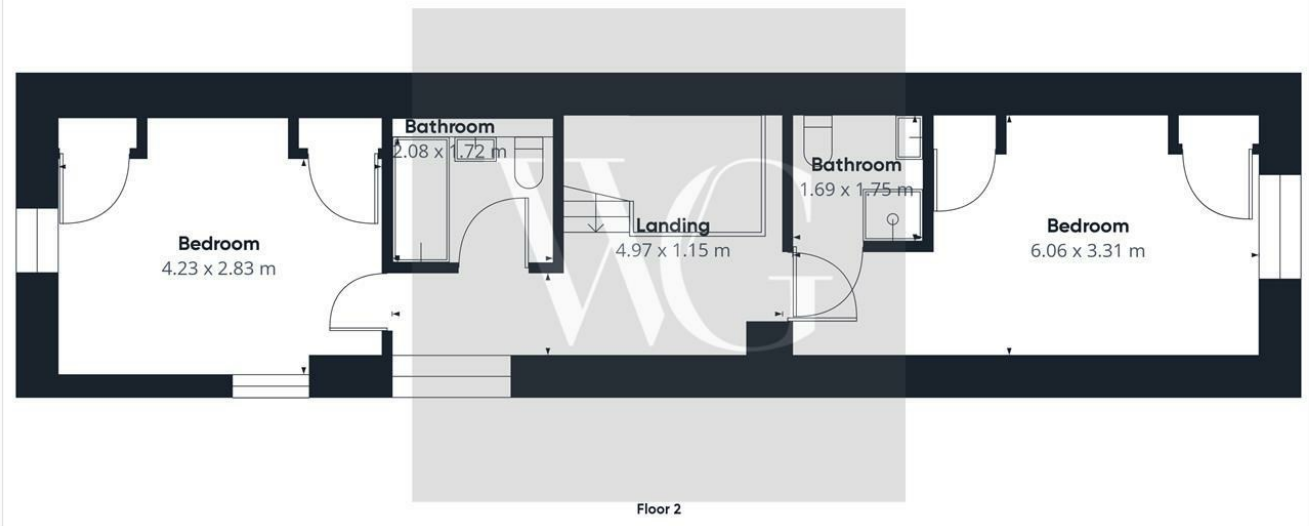 Bathroom
2.08 x 1.72 m
Bathroom
1.69 x 1.75 m
Bedroom
4.23 x 2.83 m
Landing
4.97 x 1.15 m
Bedroom
6.06 x 3.31 m
WG
Floor 2